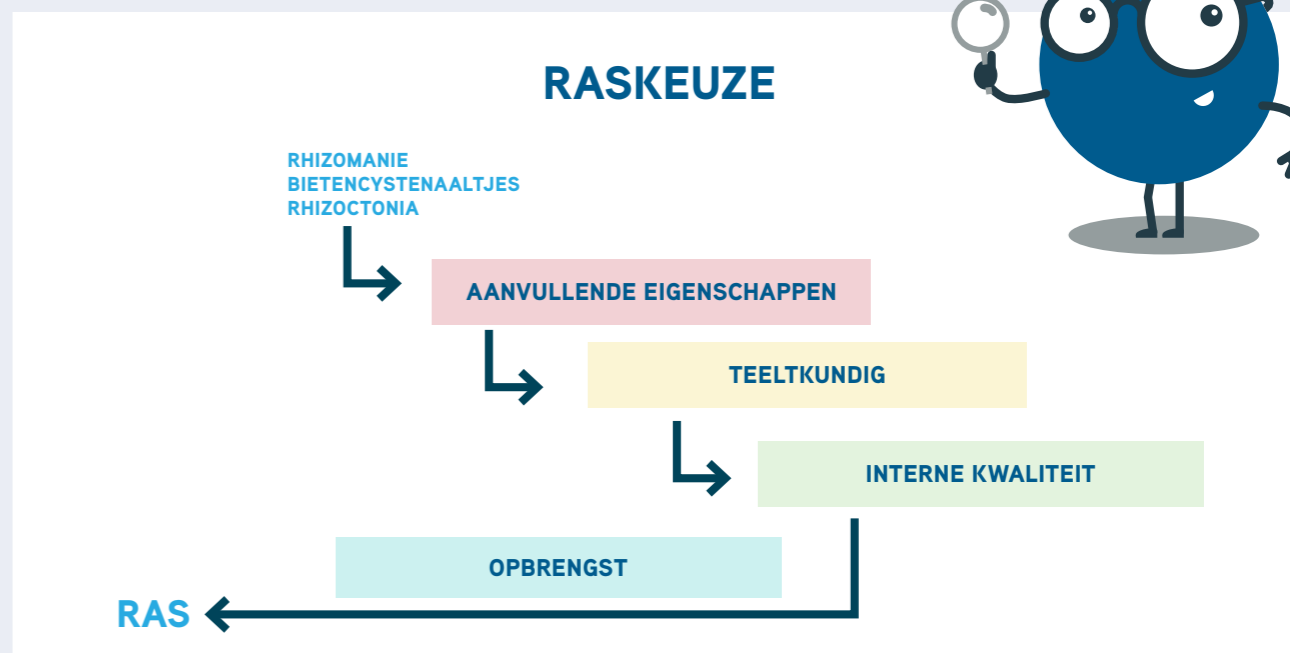 RASKEUZE
RHIZOMANIE
BIETENCYSTENAALTJES
RHIZOCTONIA
AANVULLENDE EIGENSCHAPPEN
TEELTKUNDIG
INTERNE KWALITEIT
OPBRENGST
RAS